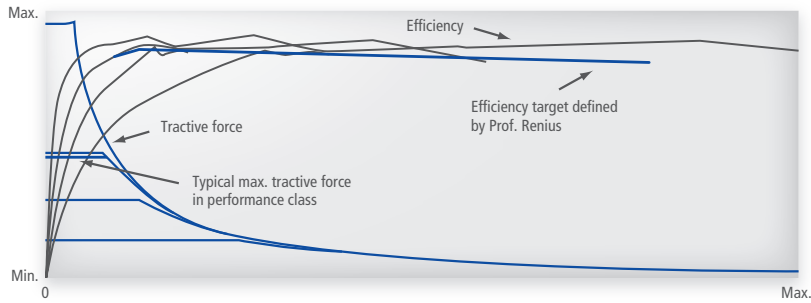 Max.
Efficiency
Efficiency target defined
by Prof. Renius
Tractive force
Typical max. tractive force
in performance class
Min.
0
Max.